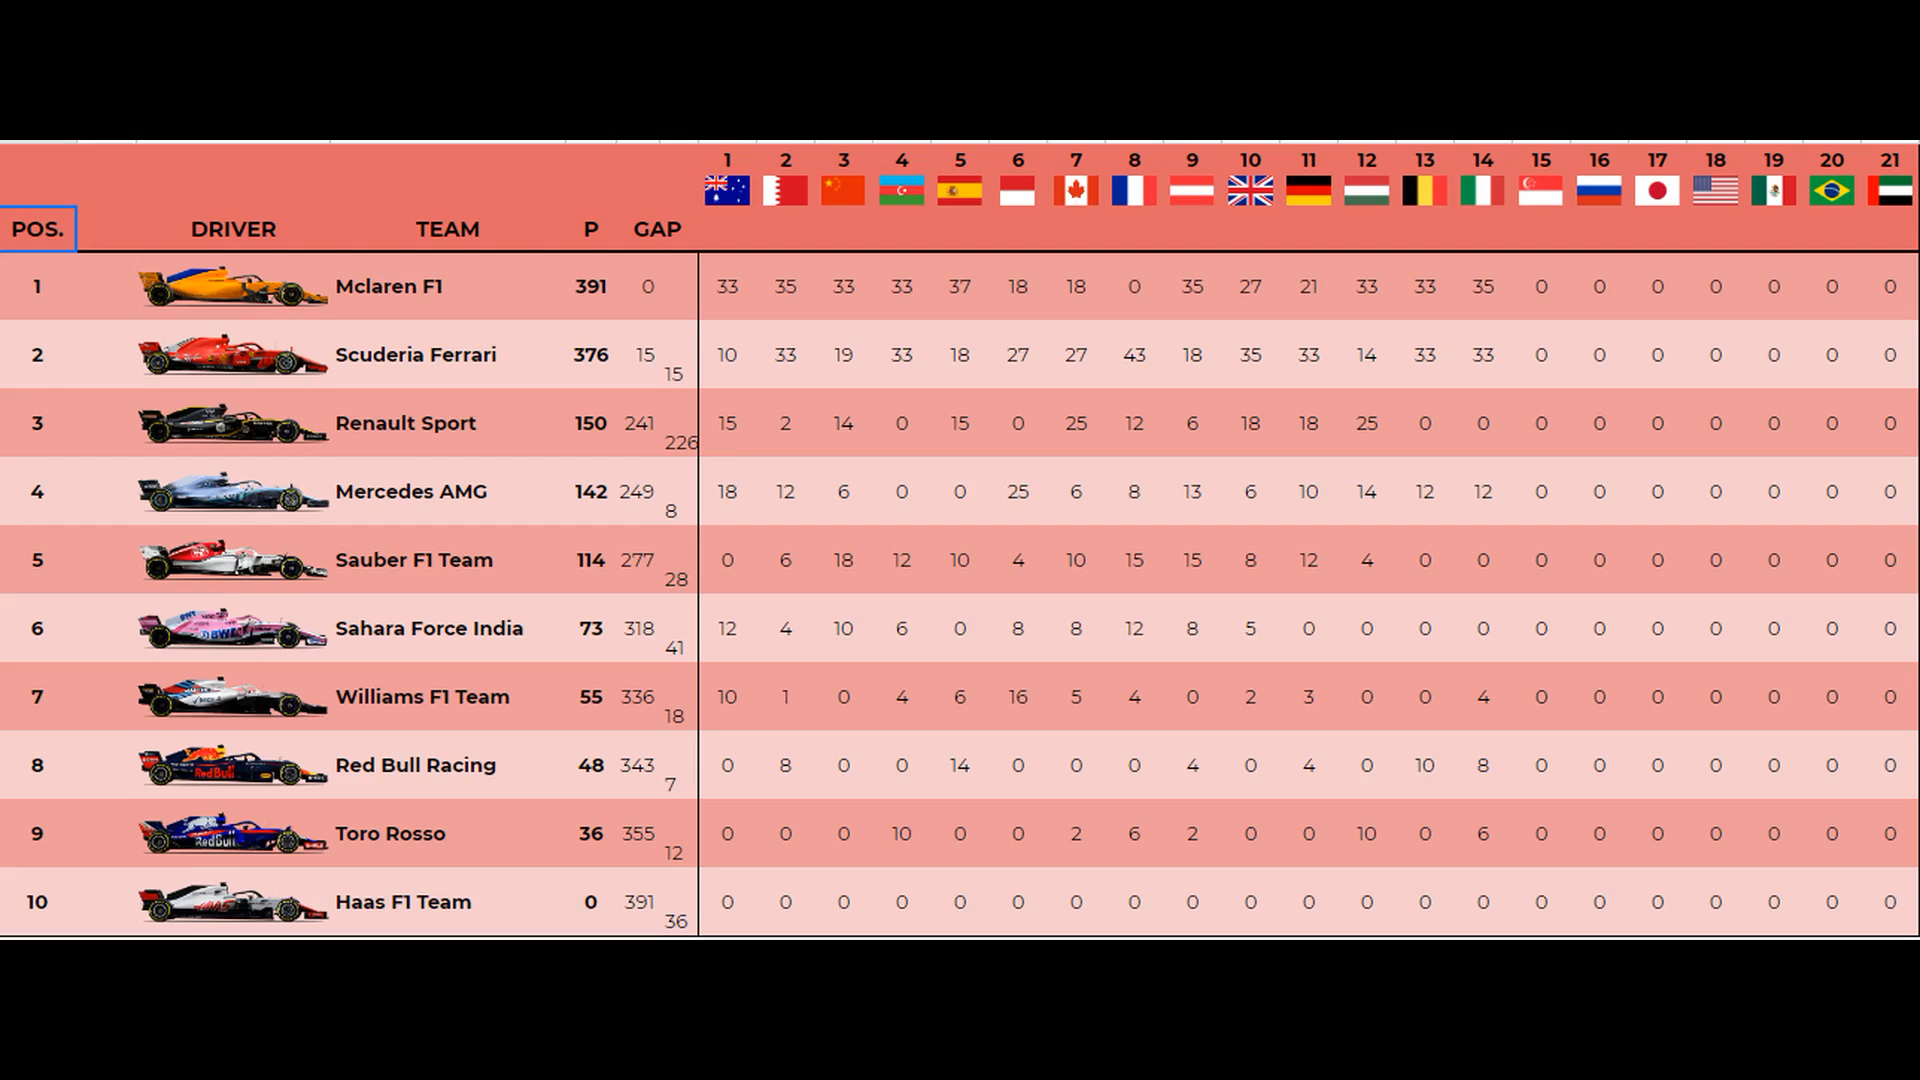 1 2 3 4 5 6 7 8 9 10 11 12 13 14 15 16 17 18 19 20 21
POS. DRIVER TEAM P GAP
1 Mclaren F1 391 0 33 35 33 33 37 18 18 0 35 27 21 33 33 35 0 0 0 0 0 0 0
2 Scuderia Ferrari 376 15 10 33 19 33 18 27 27 43 18 35 33 14 33 33 0 0 0 0 0 0 0
15
3 Renault Sport 150 241 15 2 14 0 15 0 25 12 6 18 18 25 0 0 0 0 0 0 0 0 0
226
4 Mercedes AMG 142 249 18 12 6 0 0 25 6 8 13 6 10 14 12 12 0 0 0 0 0 0 0
8
5 Sauber F1 Team 114 277 0 6 18 12 10 4 10 15 15 8 12 4 0 0 0 0 0 0 0 0 0
28
6 Sahara Force India 73 318 12 4 10 6 0 8 8 12 8 5 0 0 0 0 0 0 0 0 0 0 0
41
7 Williams F1 Team 55 336 10 1 0 4 6 16 5 4 0 2 3 0 0 4 0 0 0 0 0 0 0
18
RedBull
8 Red Bull Racing 48 343 0 8 0 0 14 0 0 0 4 0 4 0 10 8 0 0 0 0 0 0 0
7
RedBull
9 Toro Rosso 36 355 0 0 0 10 0 0 2 6 2 0 0 10 0 6 0 0 0 0 0 0 0
12
10 Haas F1 Team 0 391 0 0 0 0 0 0 0 0 0 0 0 0 0 0 0 0 0 0 0 0 0
36